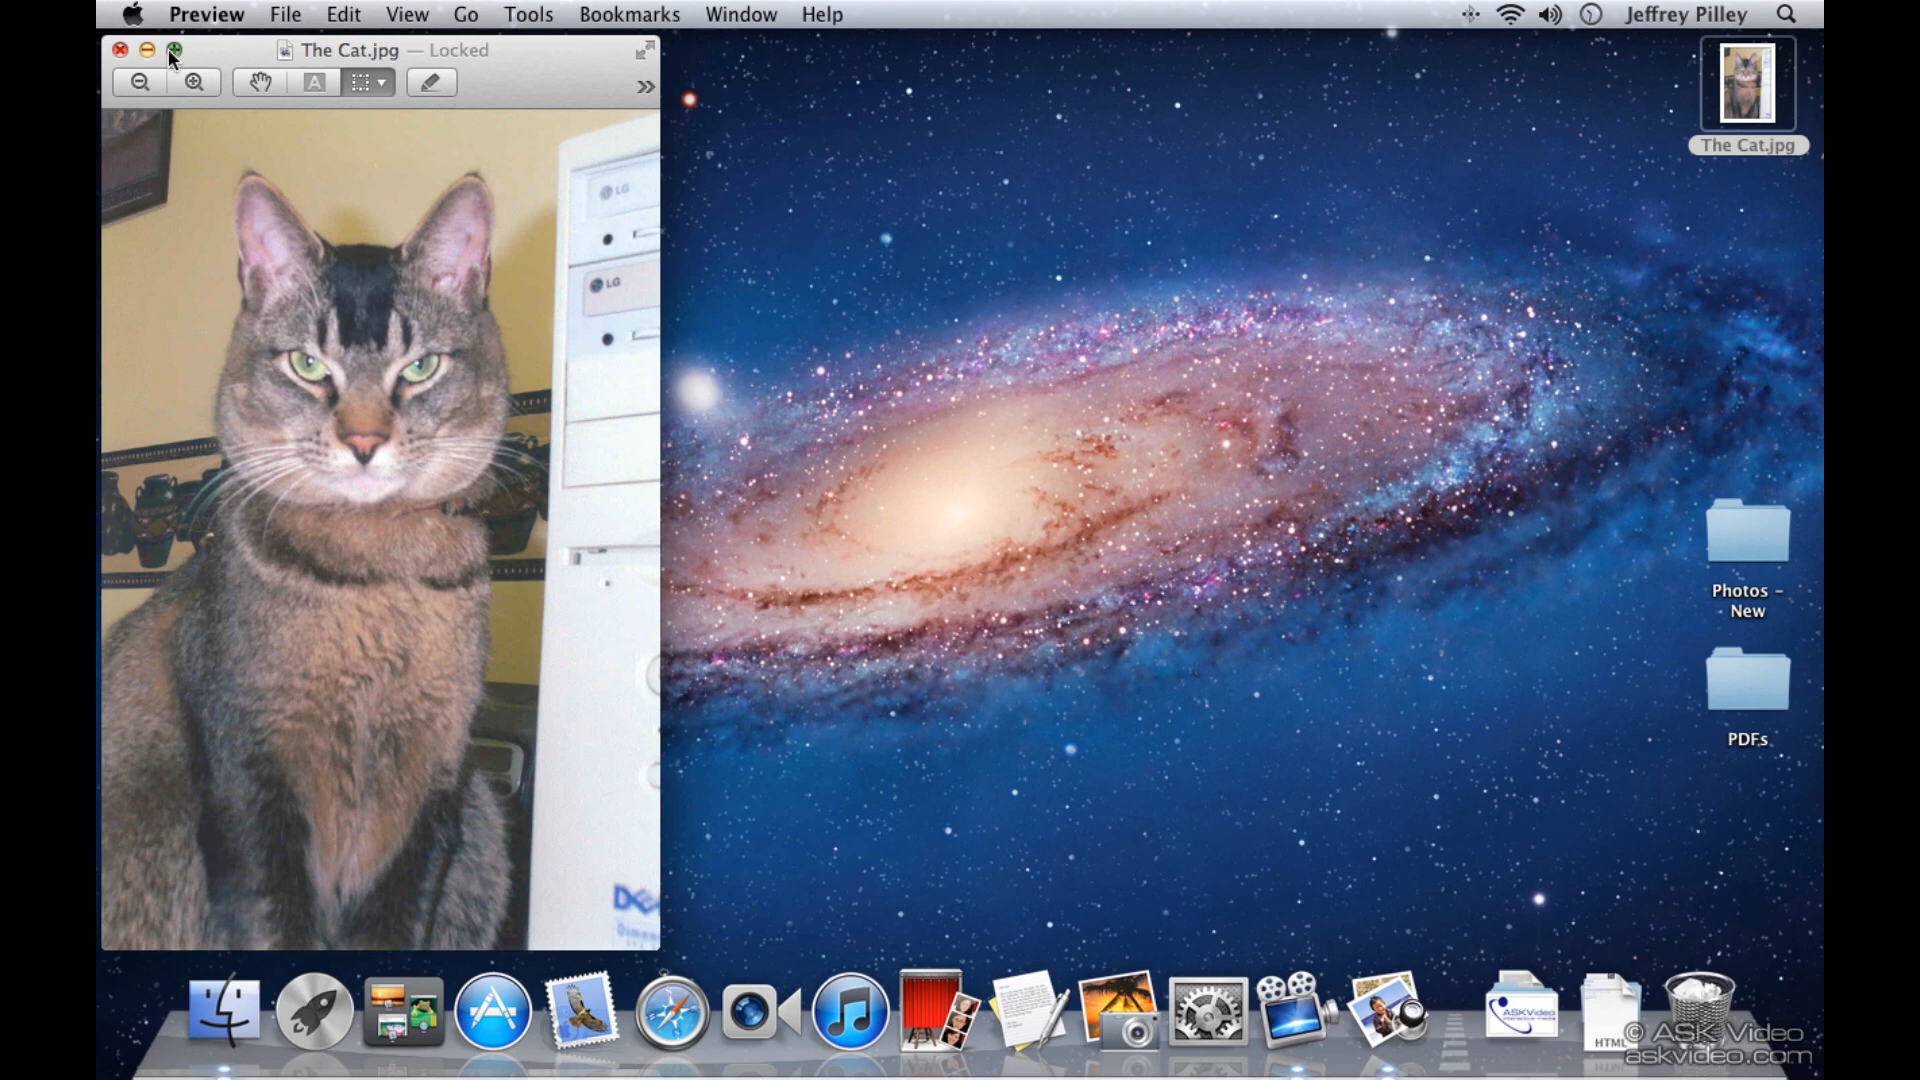 Preview File Edit View Go Tools Bookmarks Window Help Jeffrey Pilley
The Cat.jpg — Locked
A
LG
LG
The Cat.jpg
Photos -
New
PDFs
ASKVideo
HTML
© ASK Video
askvideo.com